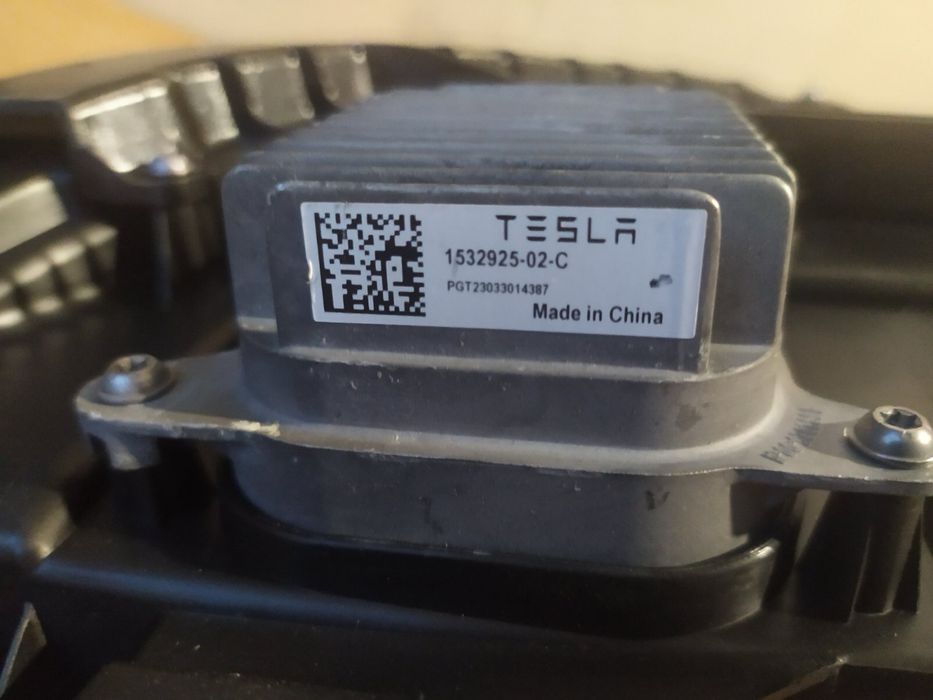 TESLA
1532925-02-C
PGT23033014387
Made in China